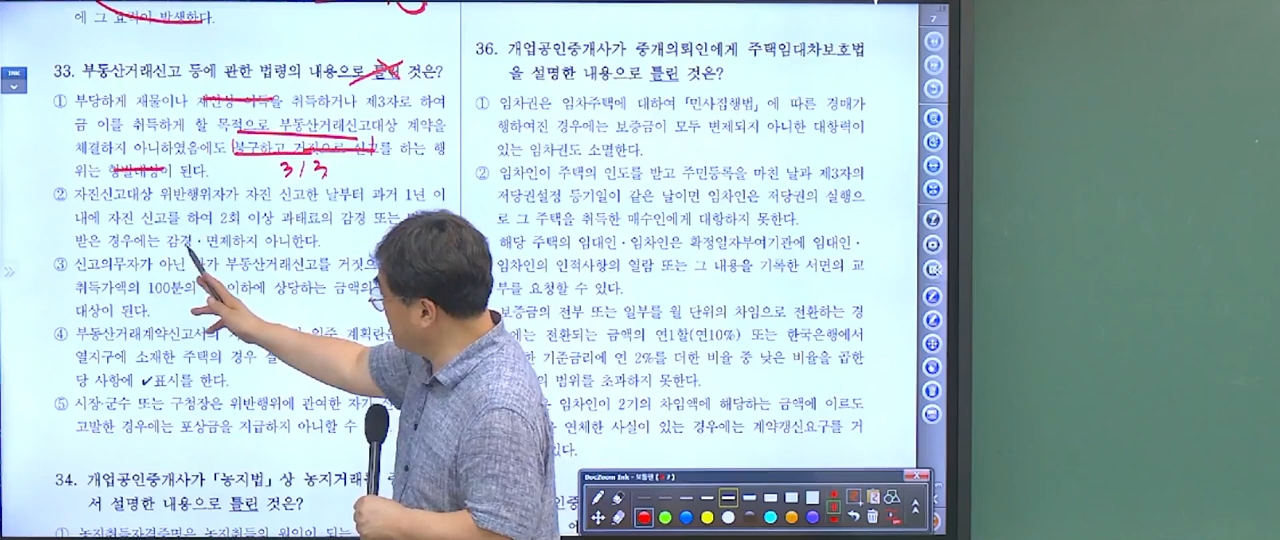 에 그 효력이 발생한다.
33. 부동산거래신고 등에 관한 법령의 내용으로 틀린 것은?
① 부당하게 재물이나 재산상 이득을 취득하거나 제3자로 하여
금 이를 취득하게 할 목적으로 부동산거래신고대상 계약을
체결하지 아니하였음에도 불구하고 거짓으로 신고를 하는 행
위는 형벌대상이 된다.
3 / 3
② 자진신고대상 위반행위자가 자진 신고한 날부터 과거 1년 이
내에 자진 신고를 하여 2회 이상 과태료의 감경 또는
받은 경우에는 감경·면제하지 아니한다.
③ 신고의무자가 아닌 부동산거래신고를
취득가액의 100분의 이하에 상당하는 금액의
대상이 된다.
④ 부동산거래계약신고서의 계획란은
열지구에 소재한 주택의 경우
당 사항에 ✔표시를 한다.
⑤ 시장·군수 또는 구청장은 위반행위에 관여한 자가
고발한 경우에는 포상금을 지급하지 아니할 수
34. 개업공인중개사가 「농지법」상 농지거래를
서 설명한 내용으로 틀린 것은?
① 농지취득자격증명은 농지취득의 원인이 되는
36. 개업공인중개사가 중개의뢰인에게 주택임대차보호법
을 설명한 내용으로 틀린 것은?
① 임차권은 임차주택에 대하여 「민사집행법」에 따른 경매가
행하여진 경우에는 보증금이 모두 변제되지 아니한 대항력이
있는 임차권도 소멸한다.
② 임차인이 주택의 인도를 받고 주민등록을 마친 날과 제3자의
저당권설정 등기일이 같은 날이면 임차인은 저당권의 실행으
로 그 주택을 취득한 매수인에게 대항하지 못한다.
해당 주택의 임대인·임차인은 확정일자부여기관에 임대인·
임차인의 인적사항의 열람 또는 그 내용을 기록한 서면의 교
부를 요청할 수 있다.
보증금의 전부 또는 일부를 월 단위의 차임으로 전환하는 경
에는 전환되는 금액의 연1할(연10%) 또는 한국은행에서
한 기준금리에 연 2%를 더한 비율 중 낮은 비율을 곱한
의 범위를 초과하지 못한다.
임차인이 2기의 차임액에 해당하는 금액에 이르도
연체한 사실이 있는 경우에는 계약갱신요구를 거
있다.
INK
7
DocZoom Ink